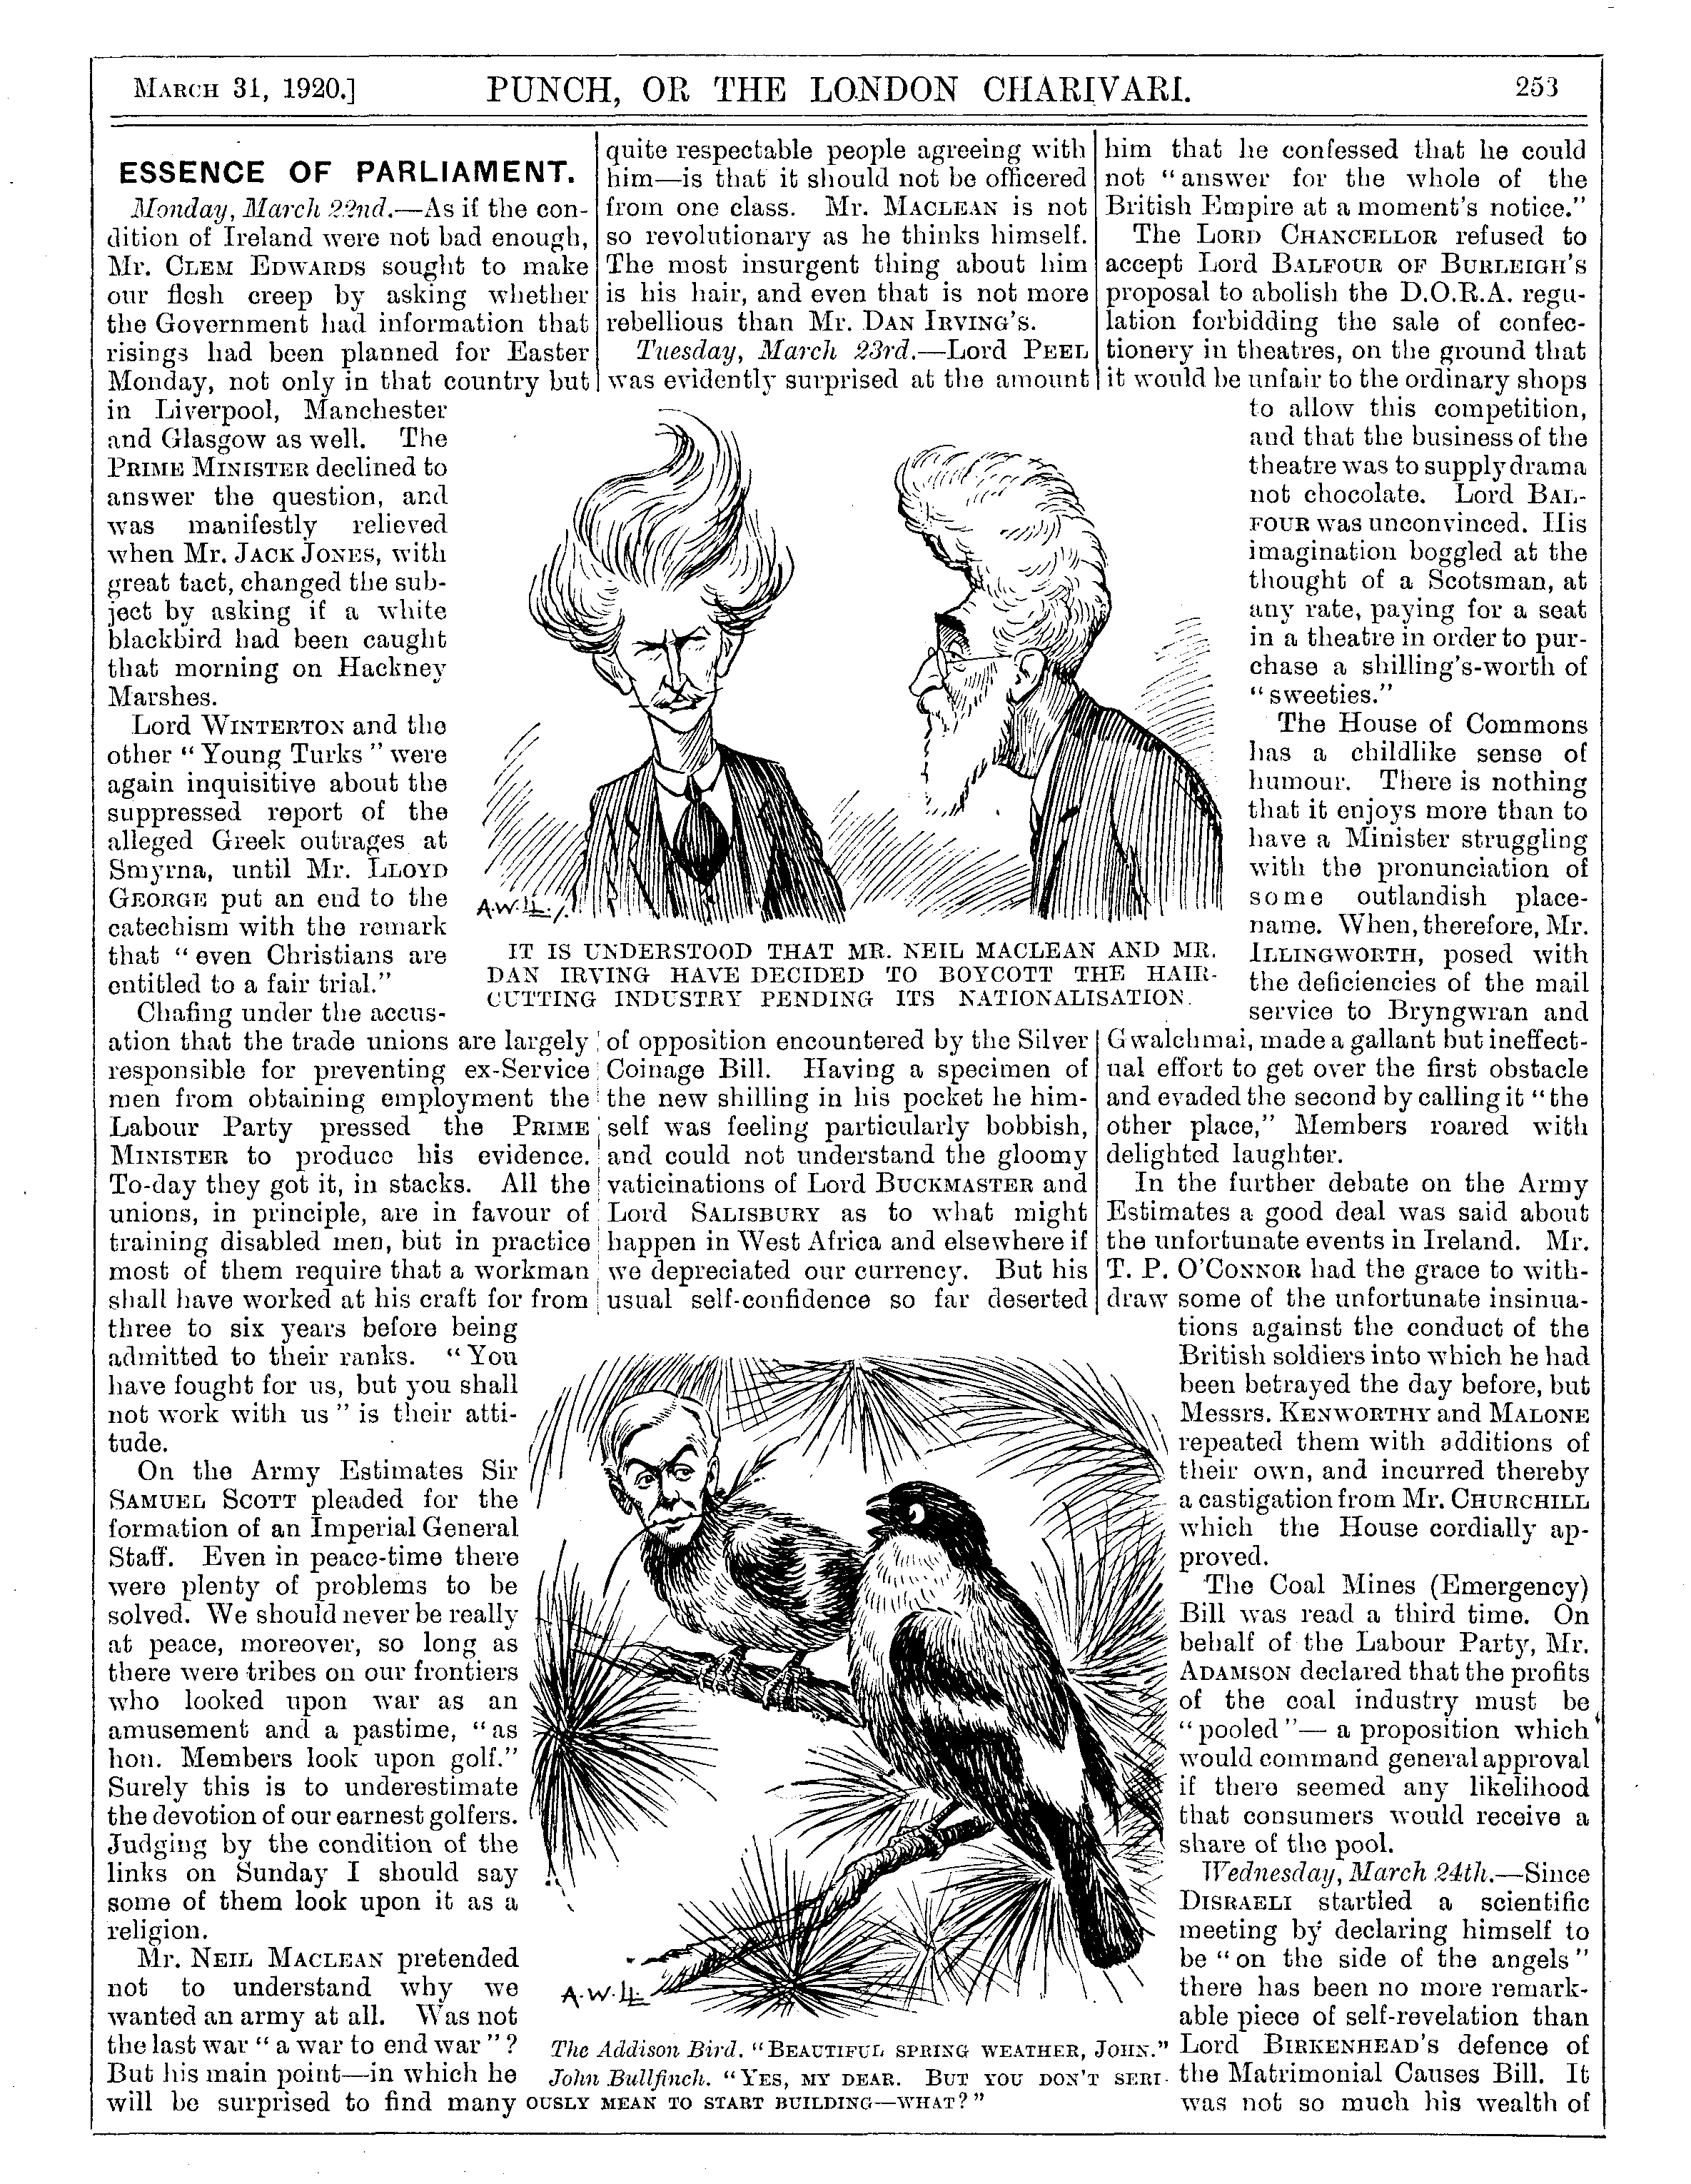 MARCH 31, 1920.]
PUNCH, OR THE LONDON CHARIVARI.
253
ESSENCE OF PARLIAMENT.
Monday, March 22nd.—As if the con-
dition of Ireland were not bad enough,
Mr. CLEM EDWARDS sought to make
our flesh creep by asking whether
the Government had information that
risings had been planned for Easter
Monday, not only in that country but
in Liverpool, Manchester
and Glasgow as well. The
PRIME MINISTER declined to
answer the question, and
was manifestly relieved
when Mr. JACK JONES, with
great tact, changed the sub-
ject by asking if a white
blackbird had been caught
that morning on Hackney
Marshes.
Lord WINTERTON and the
other "Young Turks" were
again inquisitive about the
suppressed report of the
alleged Greek outrages at
Smyrna, until Mr. LLOYD
GEORGE put an end to the
catechism with the remark
that "even Christians are
entitled to a fair trial."
Chafing under the accus-
ation that the trade unions are largely
responsible for preventing ex-Service
men from obtaining employment the
Labour Party pressed the PRIME
MINISTER to produce his evidence.
To-day they got it, in stacks. All the
unions, in principle, are in favour of
training disabled men, but in practice
most of them require that a workman
shall have worked at his craft for from
three to six years before being
admitted to their ranks. "You
have fought for us, but you shall
not work with us" is their atti-
tude.
On the Army Estimates Sir
SAMUEL SCOTT pleaded for the
formation of an Imperial General
Staff. Even in peace-time there
were plenty of problems to be
solved. We should never be really
at peace, moreover, so long as
there were tribes on our frontiers
who looked upon war as an
amusement and a pastime, "as
hon. Members look upon golf."
Surely this is to underestimate
the devotion of our earnest golfers.
Judging by the condition of the
links on Sunday I should say
some of them look upon it as a
religion.
Mr. NEIL MACLEAN pretended
not to understand why we
wanted an army at all. Was not
the last war "a war to end war"?
But his main point—in which he
will be surprised to find many
quite respectable people agreeing with
him—is that it should not be officered
from one class. Mr. MACLEAN is not
so revolutionary as he thinks himself.
The most insurgent thing about him
is his hair, and even that is not more
rebellious than Mr. DAN IRVING'S.
Tuesday, March 23rd.—Lord PEEL
was evidently surprised at the amount
A.W.LL.
IT IS UNDERSTOOD THAT MR. NEIL MACLEAN AND MR.
DAN IRVING HAVE DECIDED TO BOYCOTT THE HAIR-
CUTTING INDUSTRY PENDING ITS NATIONALISATION.
of opposition encountered by the Silver
Coinage Bill. Having a specimen of
the new shilling in his pocket he him-
self was feeling particularly bobbish,
and could not understand the gloomy
vaticinations of Lord BUCKMASTER and
Lord SALISBURY as to what might
happen in West Africa and elsewhere if
we depreciated our currency. But his
usual self-confidence so far deserted
A.W.LL.
The Addison Bird. "BEAUTIFUL SPRING WEATHER, JOHN."
John Bullfinch. "YES, MY DEAR. BUT YOU DON'T SERI-
OUSLY MEAN TO START BUILDING—WHAT?"
him that he confessed that he could
not "answer for the whole of the
British Empire at a moment's notice."
The LORD CHANCELLOR refused to
accept Lord BALFOUR OF BURLEIGH'S
proposal to abolish the D.O.R.A. regu-
lation forbidding the sale of confec-
tionery in theatres, on the ground that
it would be unfair to the ordinary shops
to allow this competition,
and that the business of the
theatre was to supply drama
not chocolate. Lord BAL-
FOUR was unconvinced. His
imagination boggled at the
thought of a Scotsman, at
any rate, paying for a seat
in a theatre in order to pur-
chase a shilling's-worth of
"sweeties."
The House of Commons
has a childlike sense of
humour. There is nothing
that it enjoys more than to
have a Minister struggling
with the pronunciation of
some outlandish place-
name. When, therefore, Mr.
ILLINGWORTH, posed with
the deficiencies of the mail
service to Bryngwran and
Gwalchmai, made a gallant but ineffect-
ual effort to get over the first obstacle
and evaded the second by calling it "the
other place," Members roared with
delighted laughter.
In the further debate on the Army
Estimates a good deal was said about
the unfortunate events in Ireland. Mr.
T. P. O'CONNOR had the grace to with-
draw some of the unfortunate insinua-
tions against the conduct of the
British soldiers into which he had
been betrayed the day before, but
Messrs. KENWORTHY and MALONE
repeated them with additions of
their own, and incurred thereby
a castigation from Mr. CHURCHILL
which the House cordially ap-
proved.
The Coal Mines (Emergency)
Bill was read a third time. On
behalf of the Labour Party, Mr.
ADAMSON declared that the profits
of the coal industry must be
"pooled"—a proposition which
would command general approval
if there seemed any likelihood
that consumers would receive a
share of the pool.
Wednesday, March 24th.—Since
DISRAELI startled a scientific
meeting by declaring himself to
be "on the side of the angels"
there has been no more remark-
able piece of self-revelation than
Lord BIRKENHEAD'S defence of
the Matrimonial Causes Bill. It
was not so much his wealth of